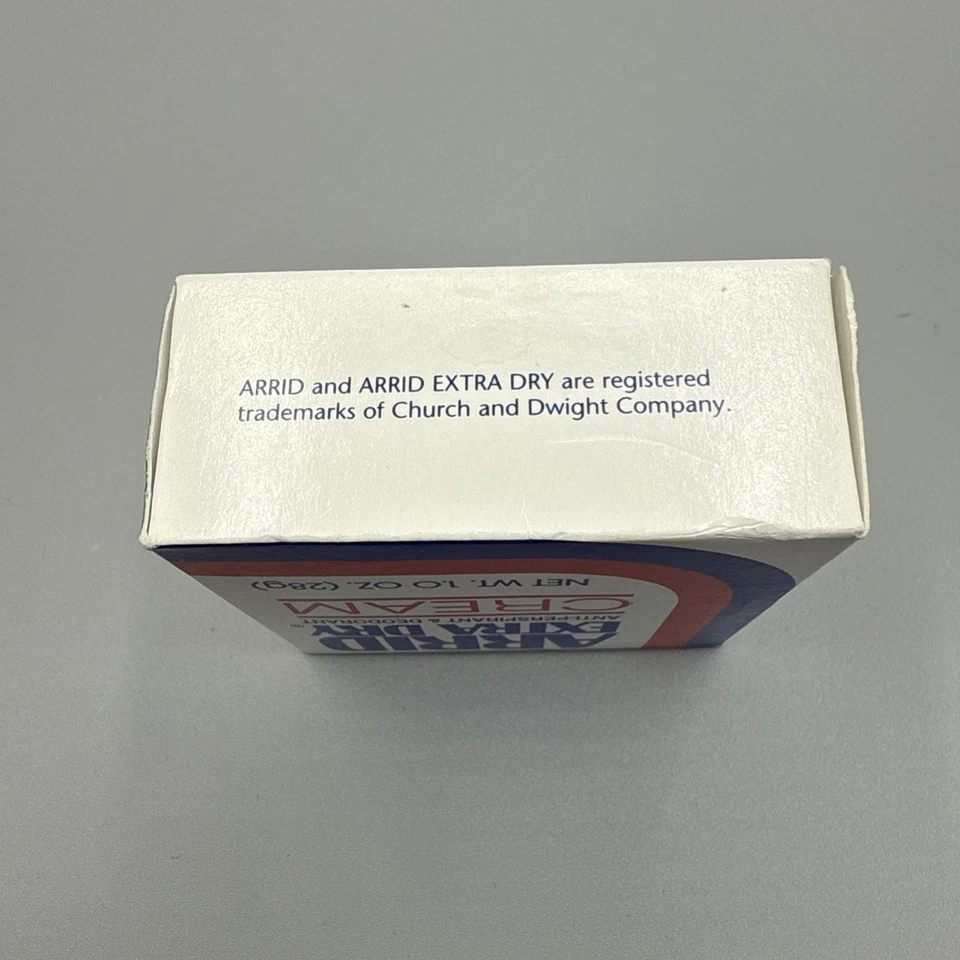 ARRID and ARRID EXTRA DRY are registered
trademarks of Church and Dwight Company.
ARRID
EXTRA DRY
ANTI-PERSPIRANT & DEODORANT
CREAM
NET WT. 1.0 OZ. (28g)